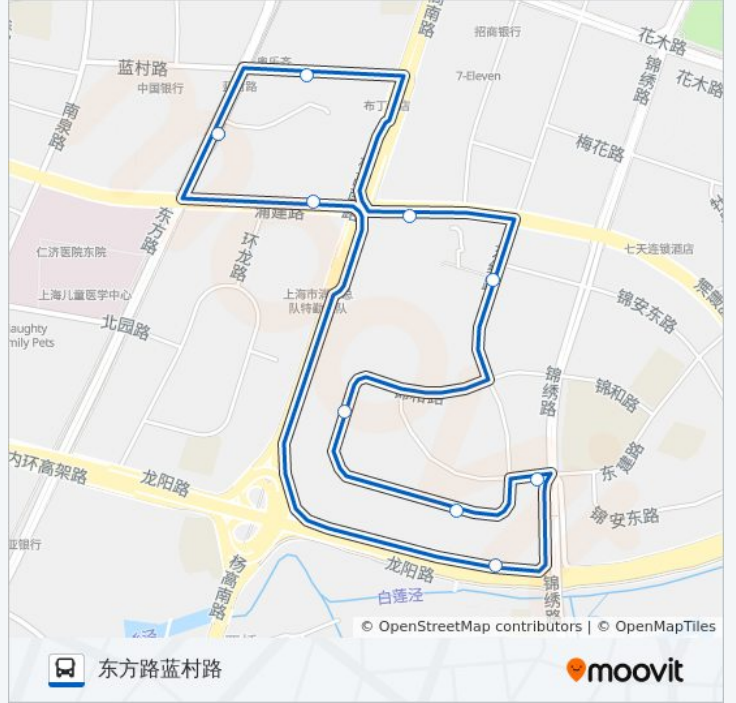 杨高南路
招商银行
花木路
锦绣路
花木路
蓝村路
中国银行
7-Eleven
南泉路
梅花路
东方路
浦建路
环龙路
仁济医院东院
七天连锁酒店
上海儿童医学中心
锦安东路
北园路
aughty
mily Pets
锦绣路
锦和路
东建路
内环高架路
龙阳路
锦安东路
杨高南路
龙阳路
锦绣路
白莲泾
© OpenStreetMap contributors | © OpenMapTiles
东方路蓝村路
moovit